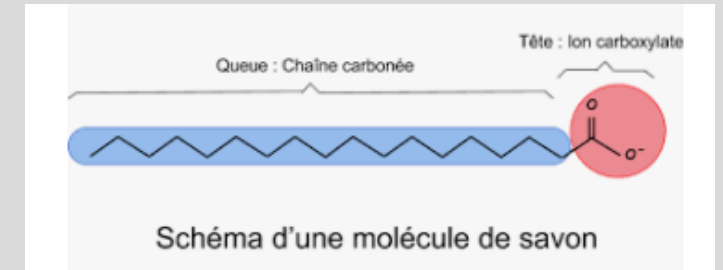 Tête : Ion carboxylate
Queue : Chaîne carbonée
O
O⁻
Schéma d'une molécule de savon